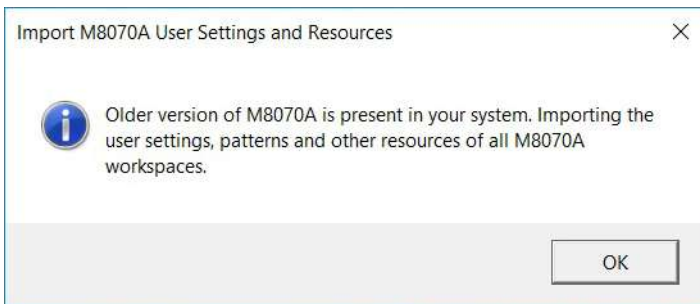 Import M8070A User Settings and Resources
Older version of M8070A is present in your system. Importing the
user settings, patterns and other resources of all M8070A
workspaces.
OK